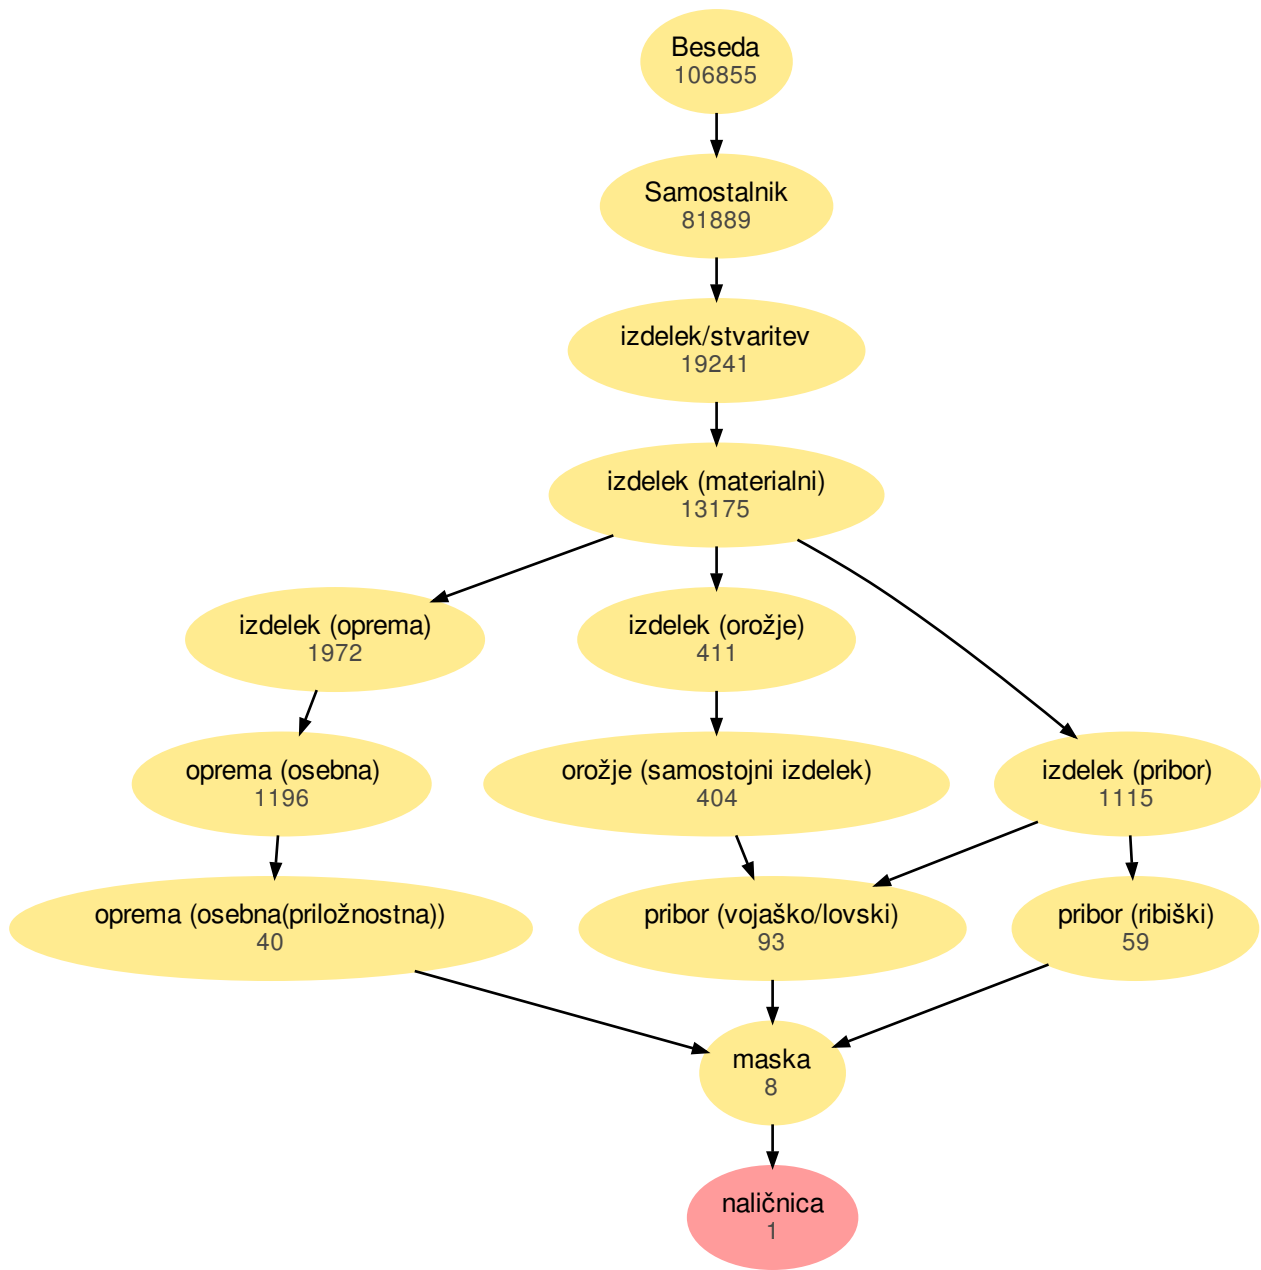 Beseda
106855
Samostalnik
81889
izdelek/stvaritev
19241
izdelek (materialni)
13175
izdelek (oprema)
1972
izdelek (orožje)
411
oprema (osebna)
1196
orožje (samostojni izdelek)
404
izdelek (pribor)
1115
oprema (osebna(priložnostna))
40
pribor (vojaško/lovski)
93
pribor (ribiški)
59
maska
8
naličnica
1